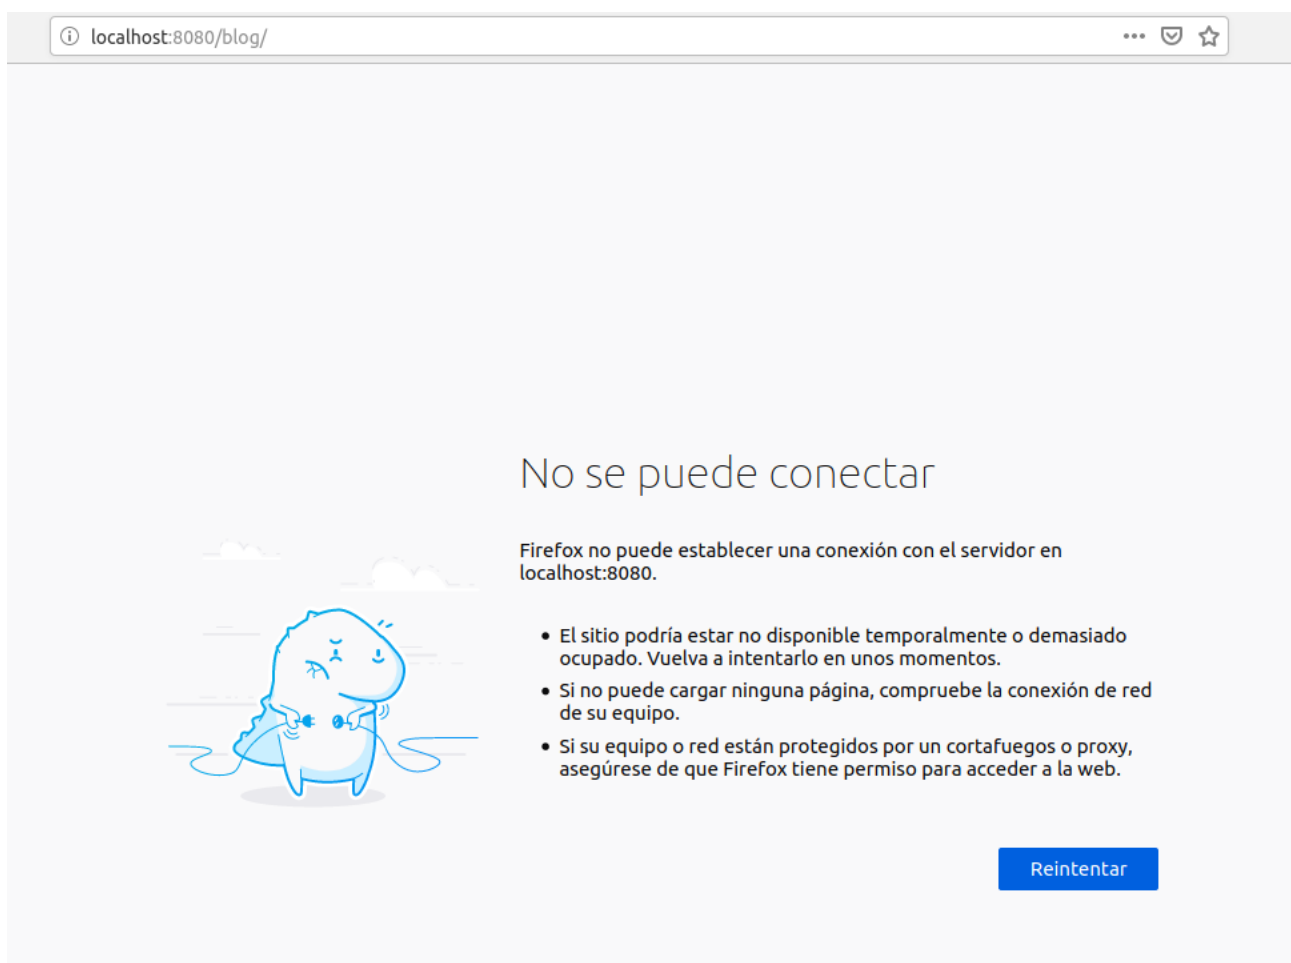 localhost:8080/blog/
No se puede conectar
Firefox no puede establecer una conexión con el servidor en
localhost:8080.
El sitio podría estar no disponible temporalmente o demasiado
ocupado. Vuelva a intentarlo en unos momentos.
Si no puede cargar ninguna página, compruebe la conexión de red
de su equipo.
Si su equipo o red están protegidos por un cortafuegos o proxy,
asegúrese de que Firefox tiene permiso para acceder a la web.
Reintentar